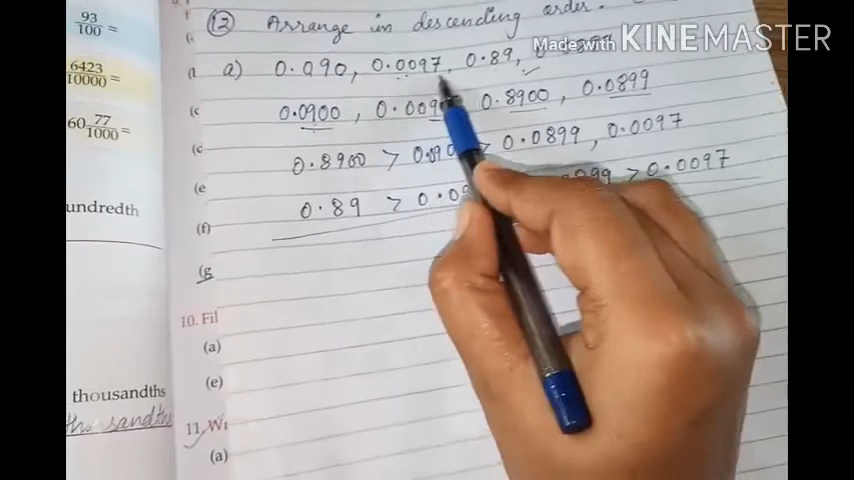 93
100 =
6423
10000 =
60 77
1000 =
undredth
thousandths
thousandths
(12) Arrange in descending order.
Made with KINEMASTER
a) 0.090, 0.0097, 0.89,
0.0900, 0.009 0.8900, 0.0899
0.8900 > 0.090 > 0.0899, 0.0097
0.89 > 0.09 > 0.0097
(c
(c
(e
(f)
(g
10. Fil
(a)
(e)
11. Wr
(a)